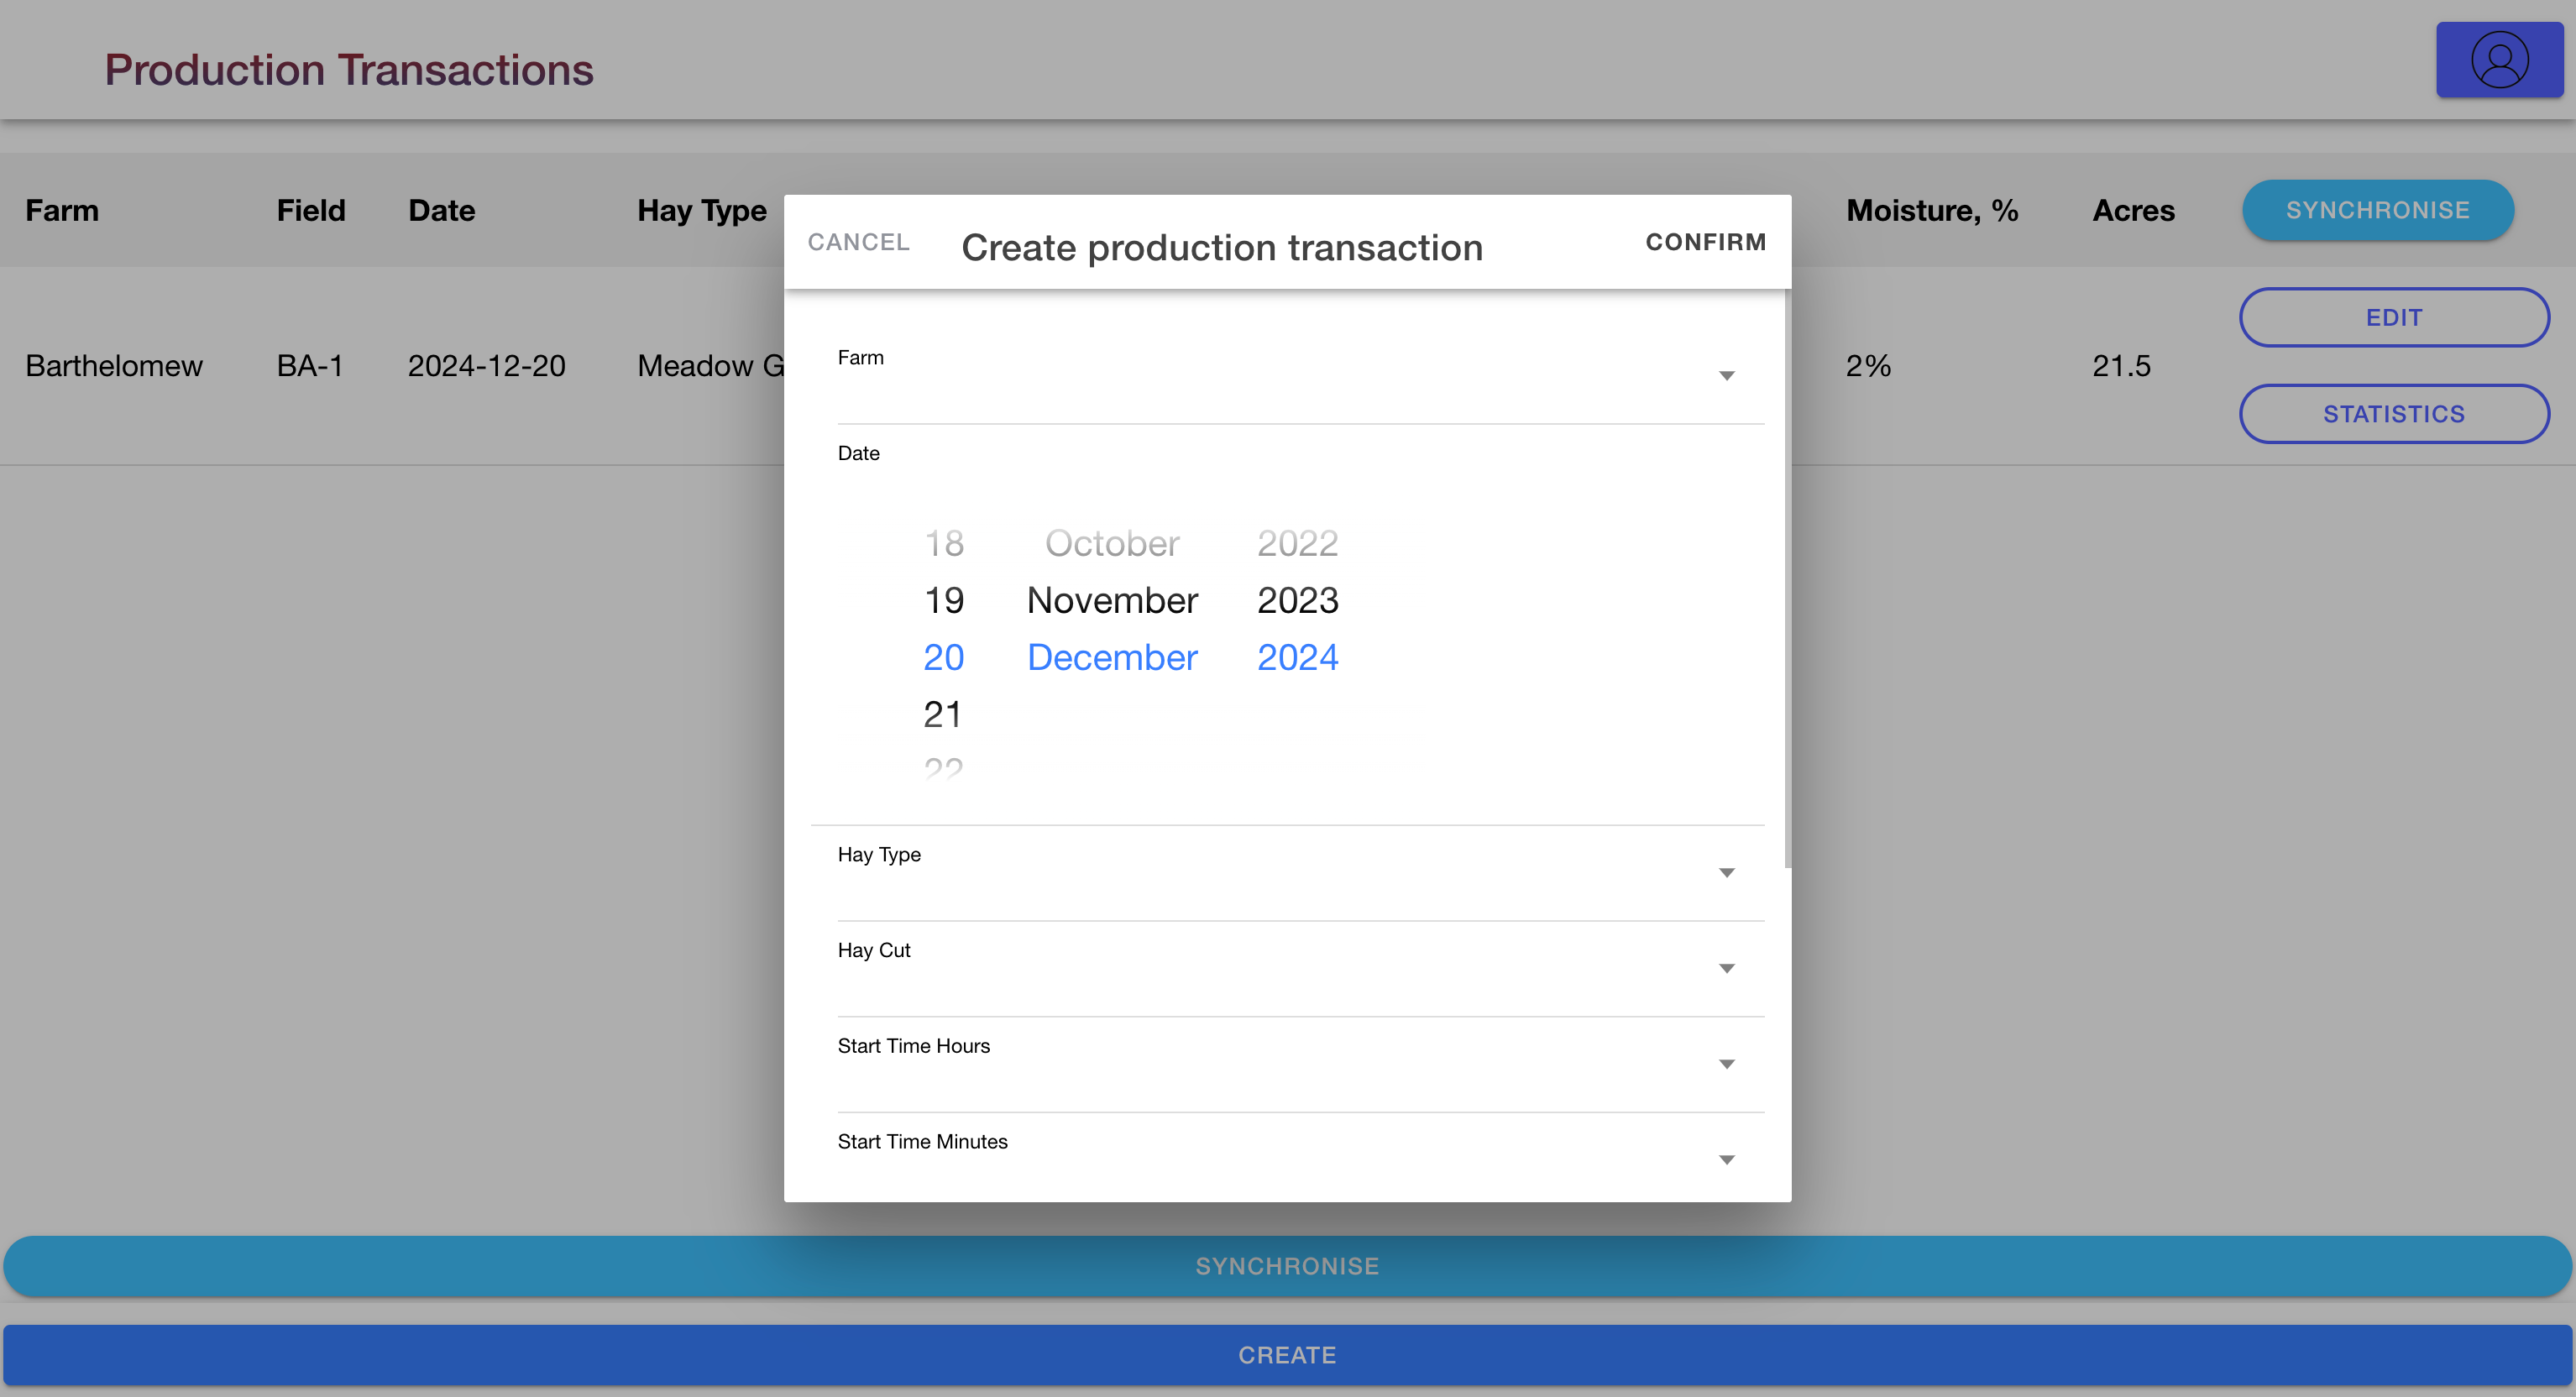 Production Transactions
Farm Field Date Hay Type Moisture, % Acres SYNCHRONISE
Barthelomew BA-1 2024-12-20 Meadow G 2% 21.5 EDIT
STATISTICS
CANCEL Create production transaction CONFIRM
Farm
Date
18 October 2022
19 November 2023
20 December 2024
21
22
Hay Type
Hay Cut
Start Time Hours
Start Time Minutes
SYNCHRONISE
CREATE